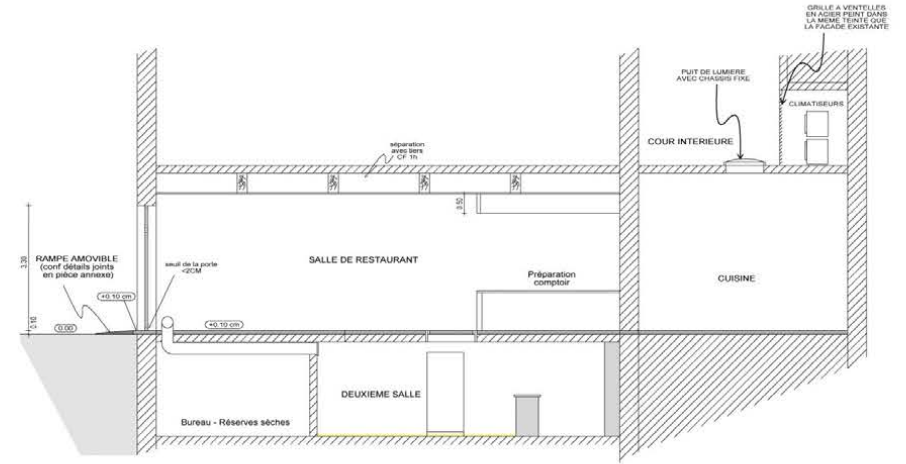 GRILLE A VENTELLES
EN ACIER PEINT DANS
LA MEME TEINTE QUE
LA FACADE EXISTANTE
PUIT DE LUMIERE
AVEC CHASSIS FIXE
CLIMATISEURS
COUR INTERIEURE
séparation
avec tiers
CF 1h
0.50
3.30
RAMPE AMOVIBLE
(conf détails joints
en pièce annexe)
seuil de la porte
<2CM
SALLE DE RESTAURANT
Préparation
comptoir
CUISINE
+0.10 cm
0.10
0.00
+0.10 cm
DEUXIEME SALLE
Bureau - Réserves sèches